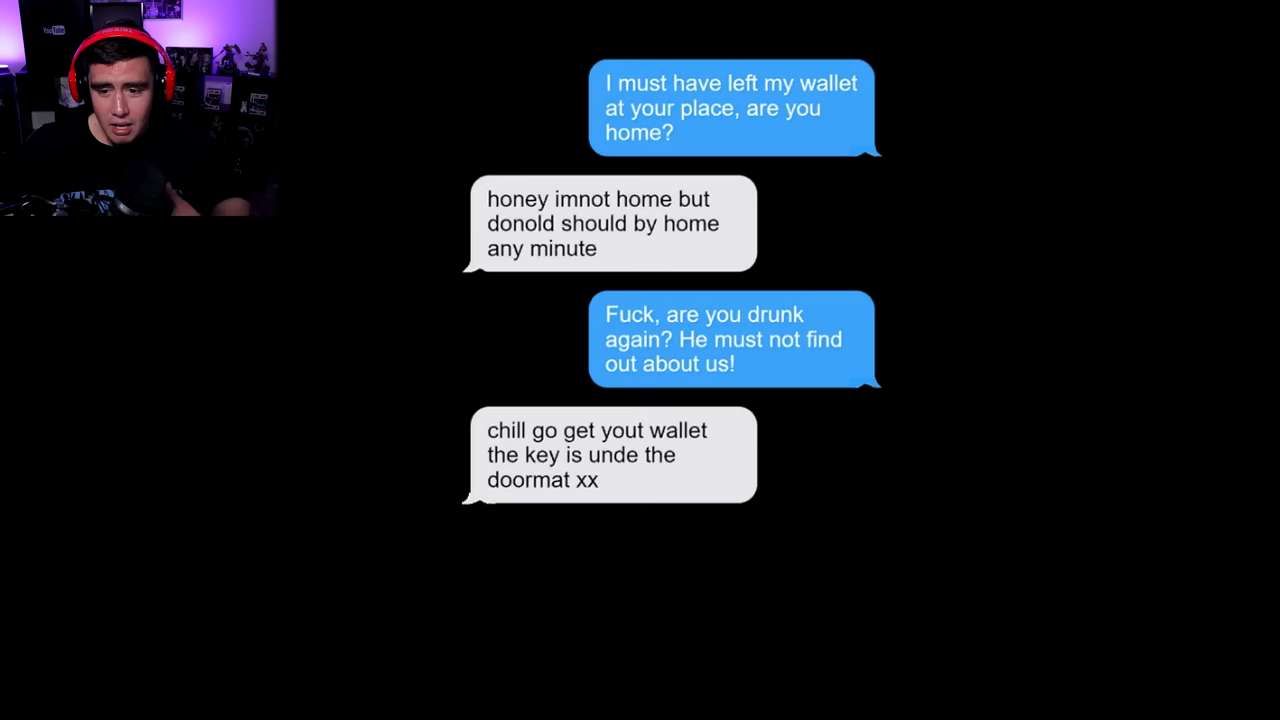 YouTube
I must have left my wallet
at your place, are you
home?
honey imnot home but
donold should by home
any minute
Fuck, are you drunk
again? He must not find
out about us!
chill go get yout wallet
the key is unde the
doormat xx